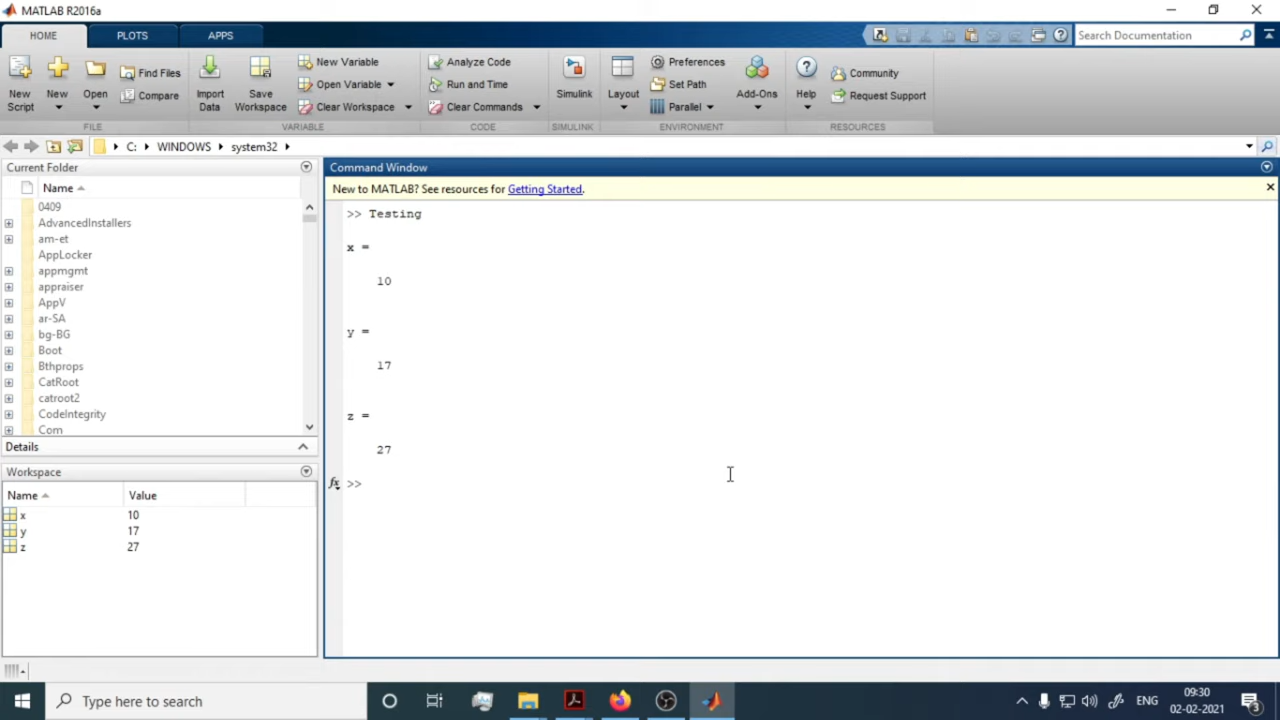 MATLAB R2016a
HOME PLOTS APPS Search Documentation
New Script New Open Find Files Compare Import Data Save Workspace New Variable Open Variable Clear Workspace Analyze Code Run and Time Clear Commands Simulink Layout Preferences Set Path Parallel Add-Ons Help Community Request Support
FILE VARIABLE CODE SIMULINK ENVIRONMENT RESOURCES
C: WINDOWS system32
Current Folder
Name
0409
AdvancedInstallers
am-et
AppLocker
appmgmt
appraiser
AppV
ar-SA
bg-BG
Boot
Bthprops
CatRoot
catroot2
CodeIntegrity
Com
Details
Workspace
Name Value
x 10
y 17
z 27
Command Window
New to MATLAB? See resources for Getting Started.
>> Testing
x =
10
y =
17
z =
27
fx >>
Type here to search
ENG
09:30
02-02-2021
3